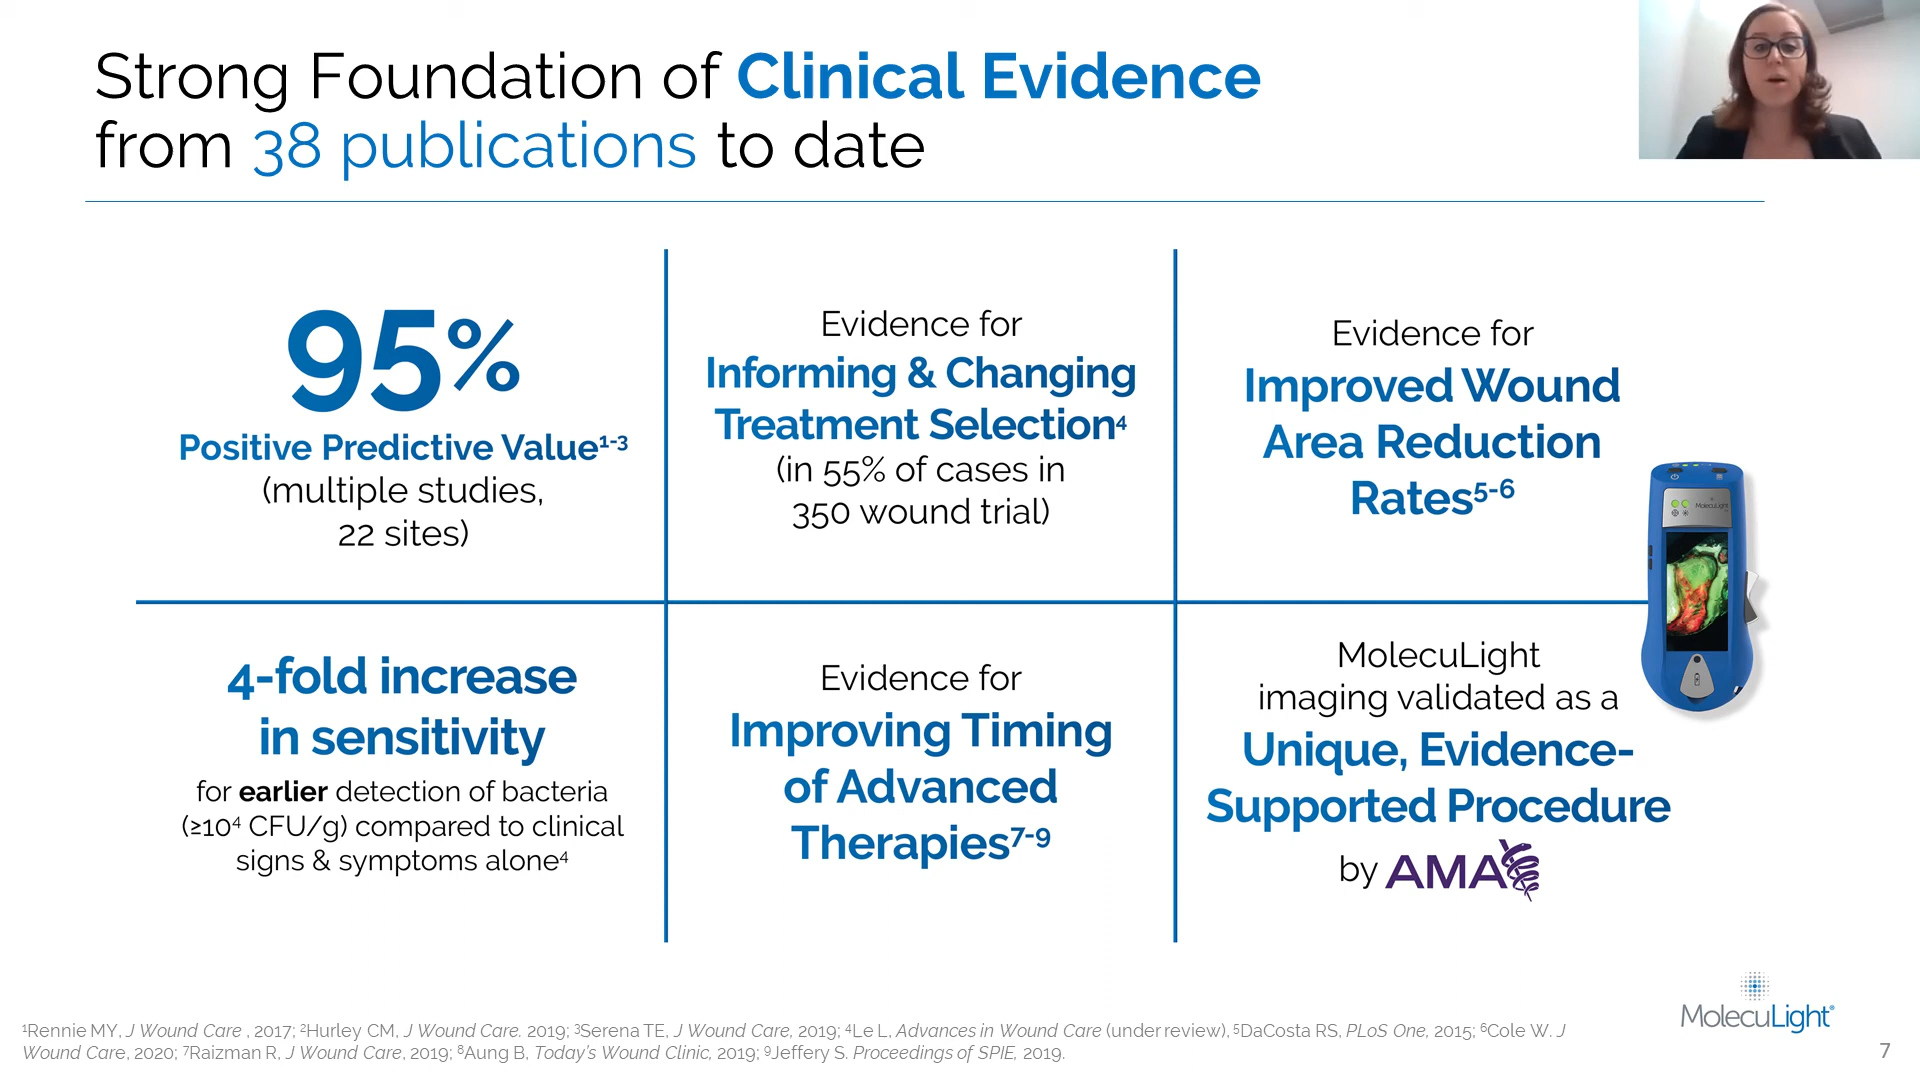 Strong Foundation of Clinical Evidence
from 38 publications to date
95%
Positive Predictive Value¹⁻³
(multiple studies,
22 sites)
Evidence for
Informing & Changing
Treatment Selection⁴
(in 55% of cases in
350 wound trial)
Evidence for
Improved Wound
Area Reduction
Rates⁵⁻⁶
MolecuLight
4-fold increase
in sensitivity
for earlier detection of bacteria
(≥10⁴ CFU/g) compared to clinical
signs & symptoms alone⁴
Evidence for
Improving Timing
of Advanced
Therapies⁷⁻⁹
MolecuLight
imaging validated as a
Unique, Evidence-
Supported Procedure
by AMA
MolecuLight®
¹Rennie MY, J Wound Care , 2017; ²Hurley CM, J Wound Care. 2019; ³Serena TE, J Wound Care, 2019; ⁴Le L, Advances in Wound Care (under review), ⁵DaCosta RS, PLoS One, 2015; ⁶Cole W. J
Wound Care, 2020; ⁷Raizman R, J Wound Care, 2019; ⁸Aung B, Today's Wound Clinic, 2019; ⁹Jeffery S. Proceedings of SPIE, 2019.
7